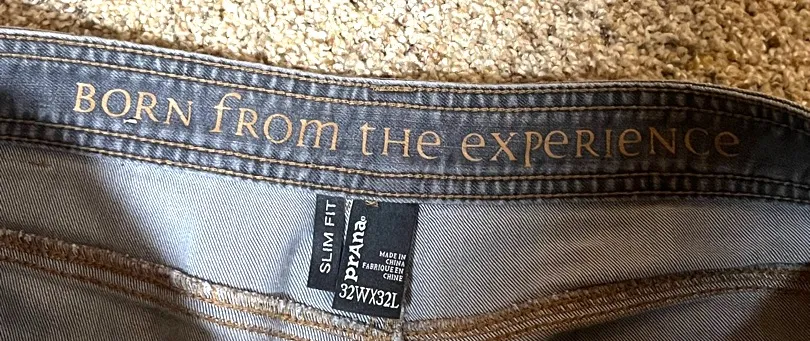 BORN from tHe experience
SLIM FIT
prAna
MADE IN
CHINA
FABRIQUÉ EN
CHINE
32WX32L